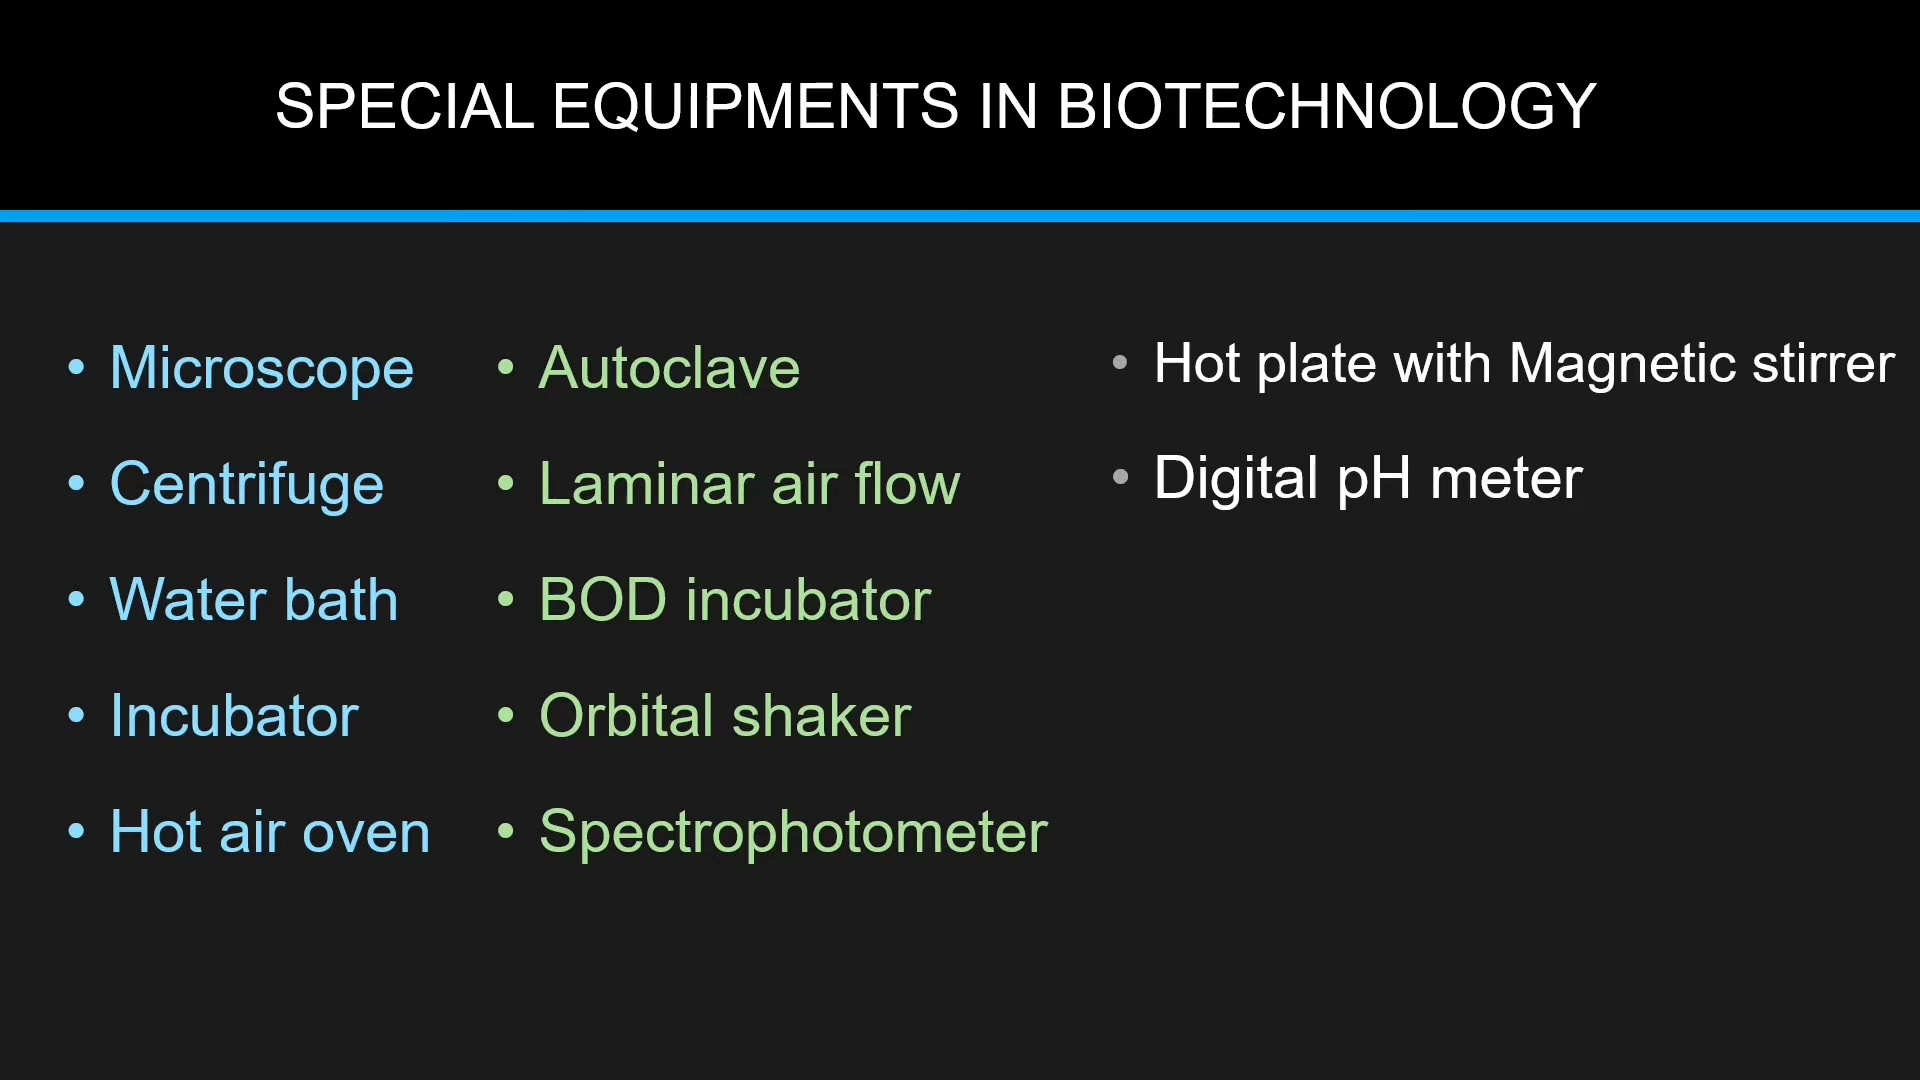 SPECIAL EQUIPMENTS IN BIOTECHNOLOGY
• Microscope
• Centrifuge
• Water bath
• Incubator
• Hot air oven
• Autoclave
• Laminar air flow
• BOD incubator
• Orbital shaker
• Spectrophotometer
• Hot plate with Magnetic stirrer
• Digital pH meter